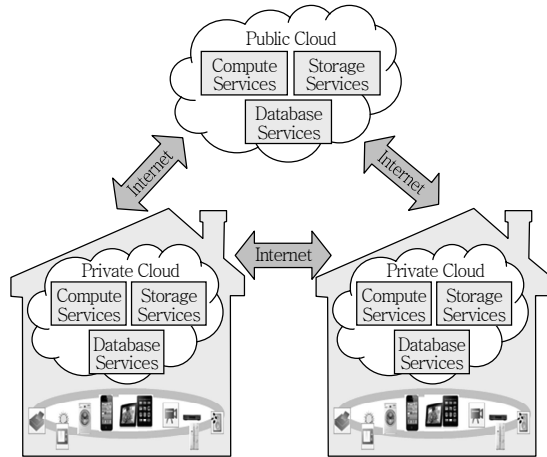 Public Cloud
Compute
Services
Storage
Services
Database
Services
Internet
Internet
Internet
Private Cloud
Compute
Services
Storage
Services
Database
Services
Private Cloud
Compute
Services
Storage
Services
Database
Services